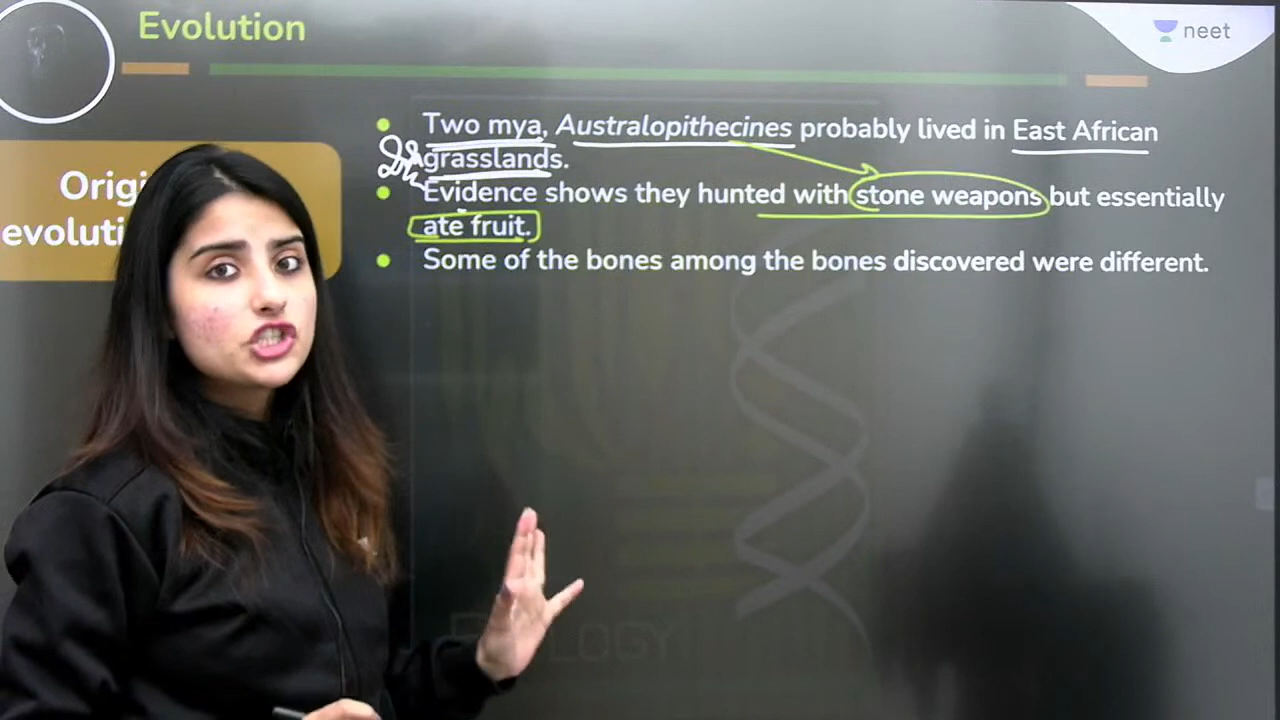 Evolution
neet
Two mya, Australopithecines probably lived in East African
grasslands.
Evidence shows they hunted with stone weapons but essentially
ate fruit.
Some of the bones among the bones discovered were different.
Origi
evoluti
OLOGY